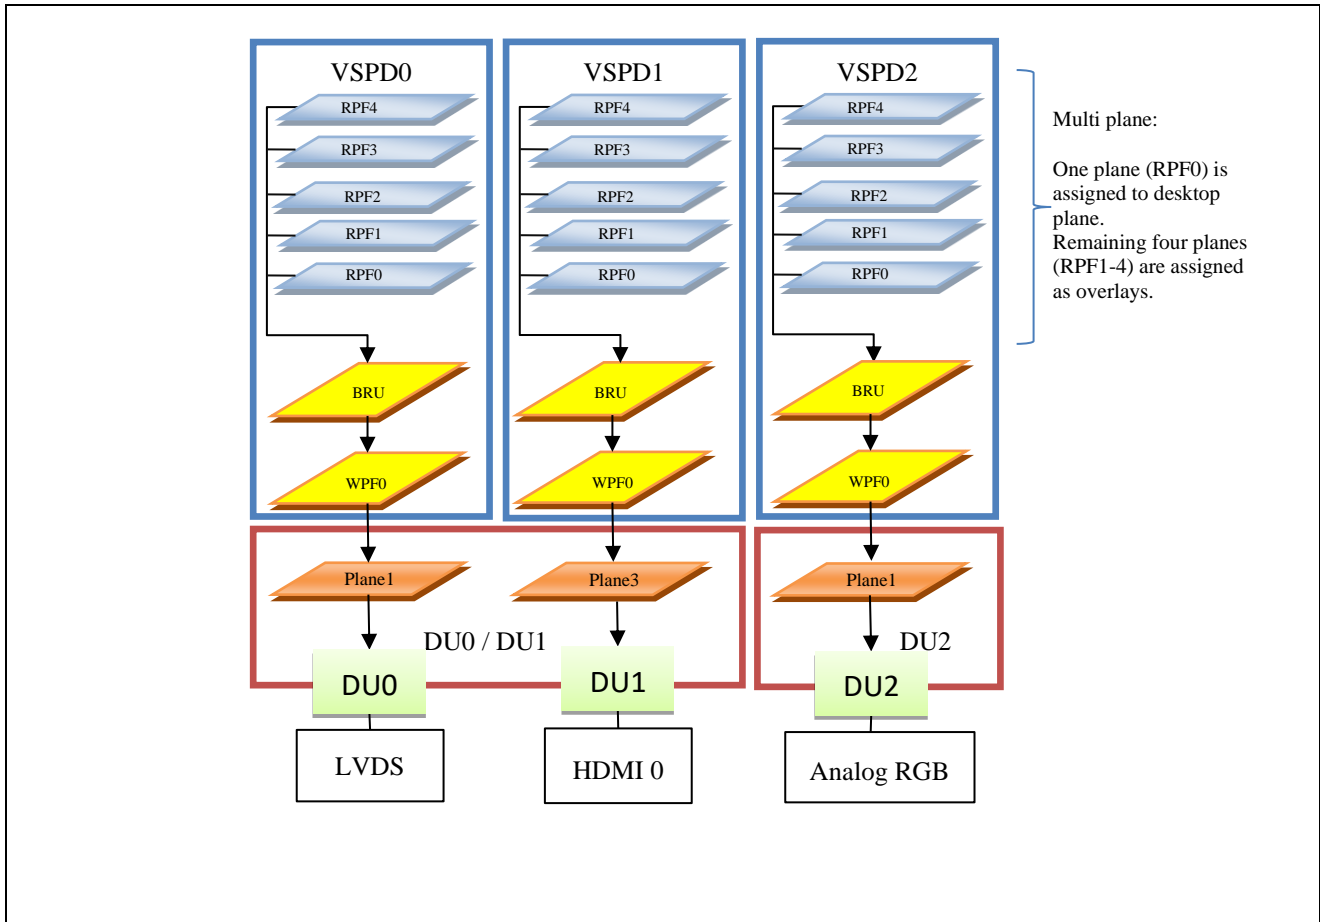 VSPD0
RPF4
RPF3
RPF2
RPF1
RPF0
BRU
WPF0
VSPD1
RPF4
RPF3
RPF2
RPF1
RPF0
BRU
WPF0
VSPD2
RPF4
RPF3
RPF2
RPF1
RPF0
BRU
WPF0
Multi plane:
One plane (RPF0) is
assigned to desktop
plane.
Remaining four planes
(RPF1-4) are assigned
as overlays.
Plane1
Plane3
DU0 / DU1
DU0
DU1
Plane1
DU2
DU2
LVDS
HDMI 0
Analog RGB